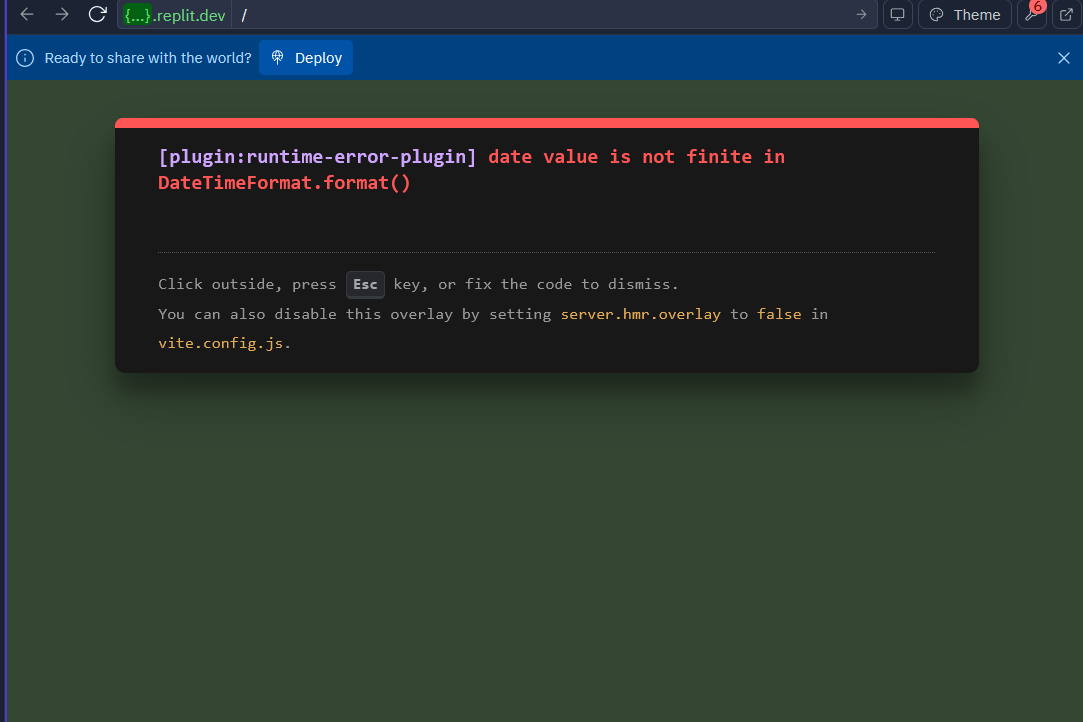 {...}.replit.dev /
Theme
6
Ready to share with the world? Deploy
[plugin:runtime-error-plugin] date value is not finite in
DateTimeFormat.format()
Click outside, press Esc key, or fix the code to dismiss.
You can also disable this overlay by setting server.hmr.overlay to false in
vite.config.js.